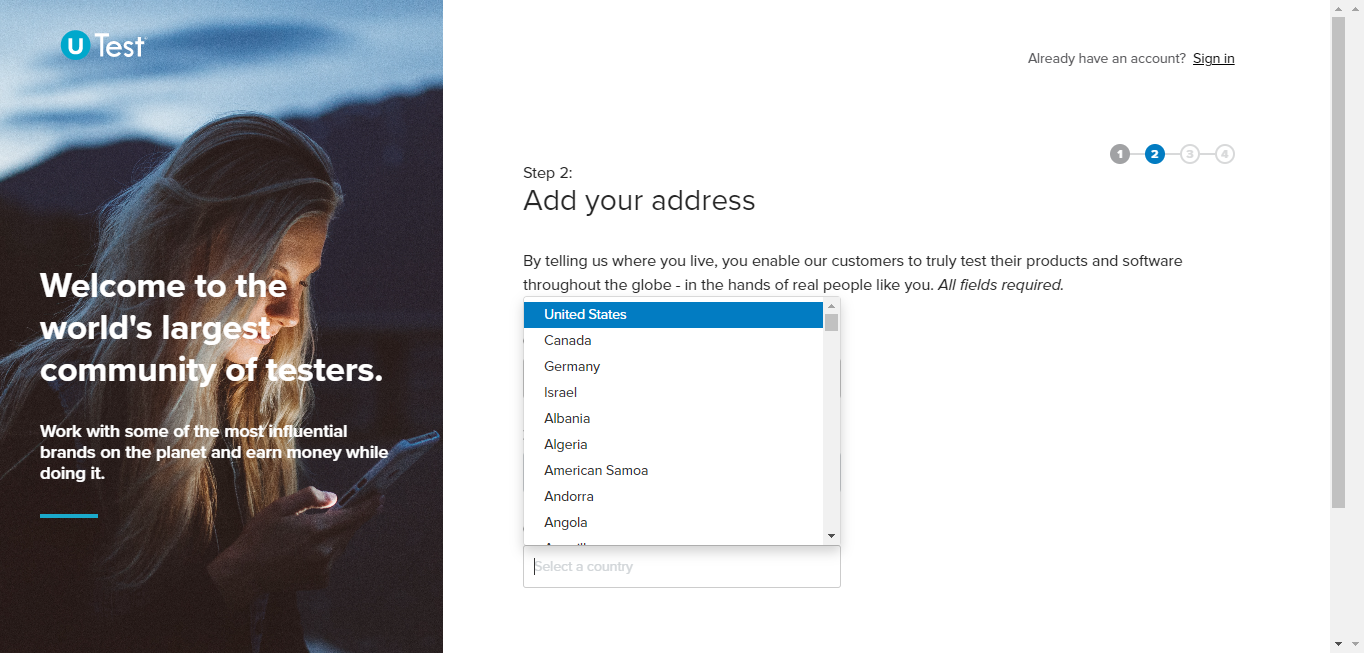 U Test
Already have an account? Sign in
1 2 3 4
Step 2:
Add your address
By telling us where you live, you enable our customers to truly test their products and software
throughout the globe - in the hands of real people like you. All fields required.
United States
Canada
Germany
Israel
Albania
Algeria
American Samoa
Andorra
Angola
Select a country
Welcome to the
world's largest
community of testers.
Work with some of the most influential
brands on the planet and earn money while
doing it.